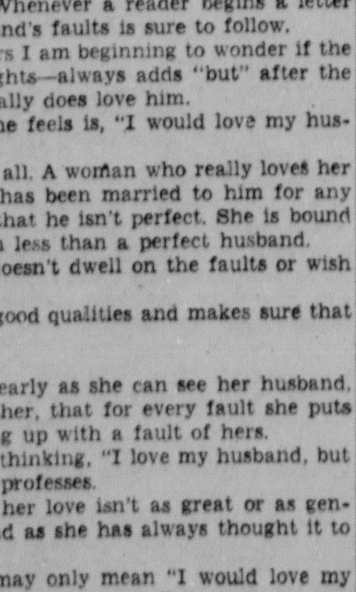 Whenever a reader begins a letter
nd's faults is sure to follow.
rs I am beginning to wonder if the
ghts—always adds "but" after the
ally does love him.
he feels is, "I would love my hus-
all. A woman who really loves her
has been married to him for any
that he isn't perfect. She is bound
less than a perfect husband.
oesn't dwell on the faults or wish
good qualities and makes sure that
early as she can see her husband,
her, that for every fault she puts
g up with a fault of hers.
thinking, "I love my husband, but
professes.
her love isn't as great or as gen-
d as she has always thought it to
may only mean "I would love my